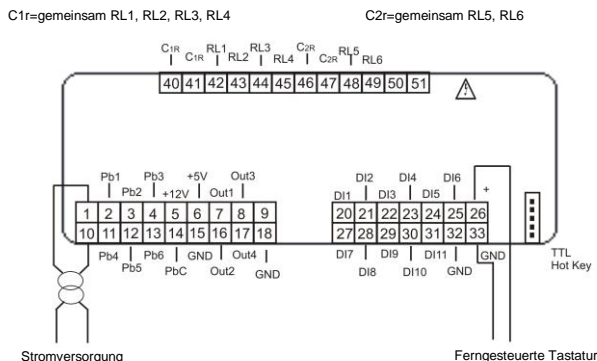 C1r=gemeinsam RL1, RL2, RL3, RL4 C2r=gemeinsam RL5, RL6
C1R C1R RL1 RL2 RL3 RL4 C2R C2R RL5 RL6
40 41 42 43 44 45 46 47 48 49 50 51
Pb1 Pb2 Pb3 +12V +5V Out1 Out3 DI1 DI2 DI3 DI4 DI5 DI6 +
1 2 3 4 5 6 7 8 9 20 21 22 23 24 25 26
10 11 12 13 14 15 16 17 18 27 28 29 30 31 32 33
Pb4 Pb5 Pb6 PbC GND Out2 Out4 GND DI7 DI8 DI9 DI10 DI11 GND GND
TTL
Hot Key
Stromversorgung Ferngesteuerte Tastatur